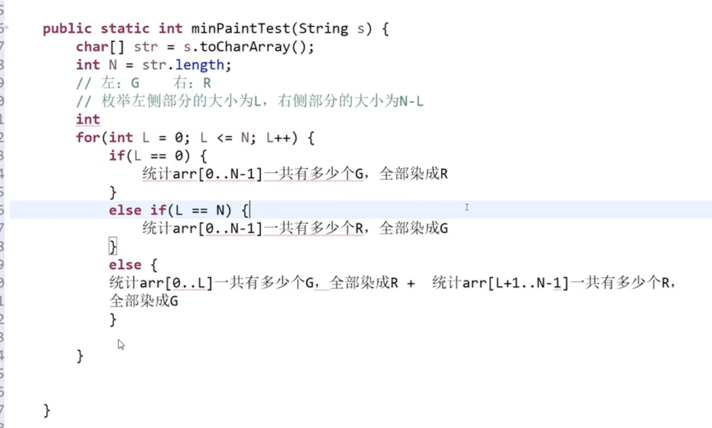 public static int minPaintTest(String s) {
char[] str = s.toCharArray();
int N = str.length;
// 左：G 右：R
// 枚举左侧部分的大小为L，右侧部分的大小为N-L
int
for(int L = 0; L <= N; L++) {
if(L == 0) {
统计arr[0..N-1]一共有多少个G，全部染成R
}
else if(L == N) {
统计arr[0..N-1]一共有多少个R，全部染成G
}
else {
统计arr[0..L]一共有多少个G，全部染成R + 统计arr[L+1..N-1]一共有多少个R，
全部染成G
}
}
}